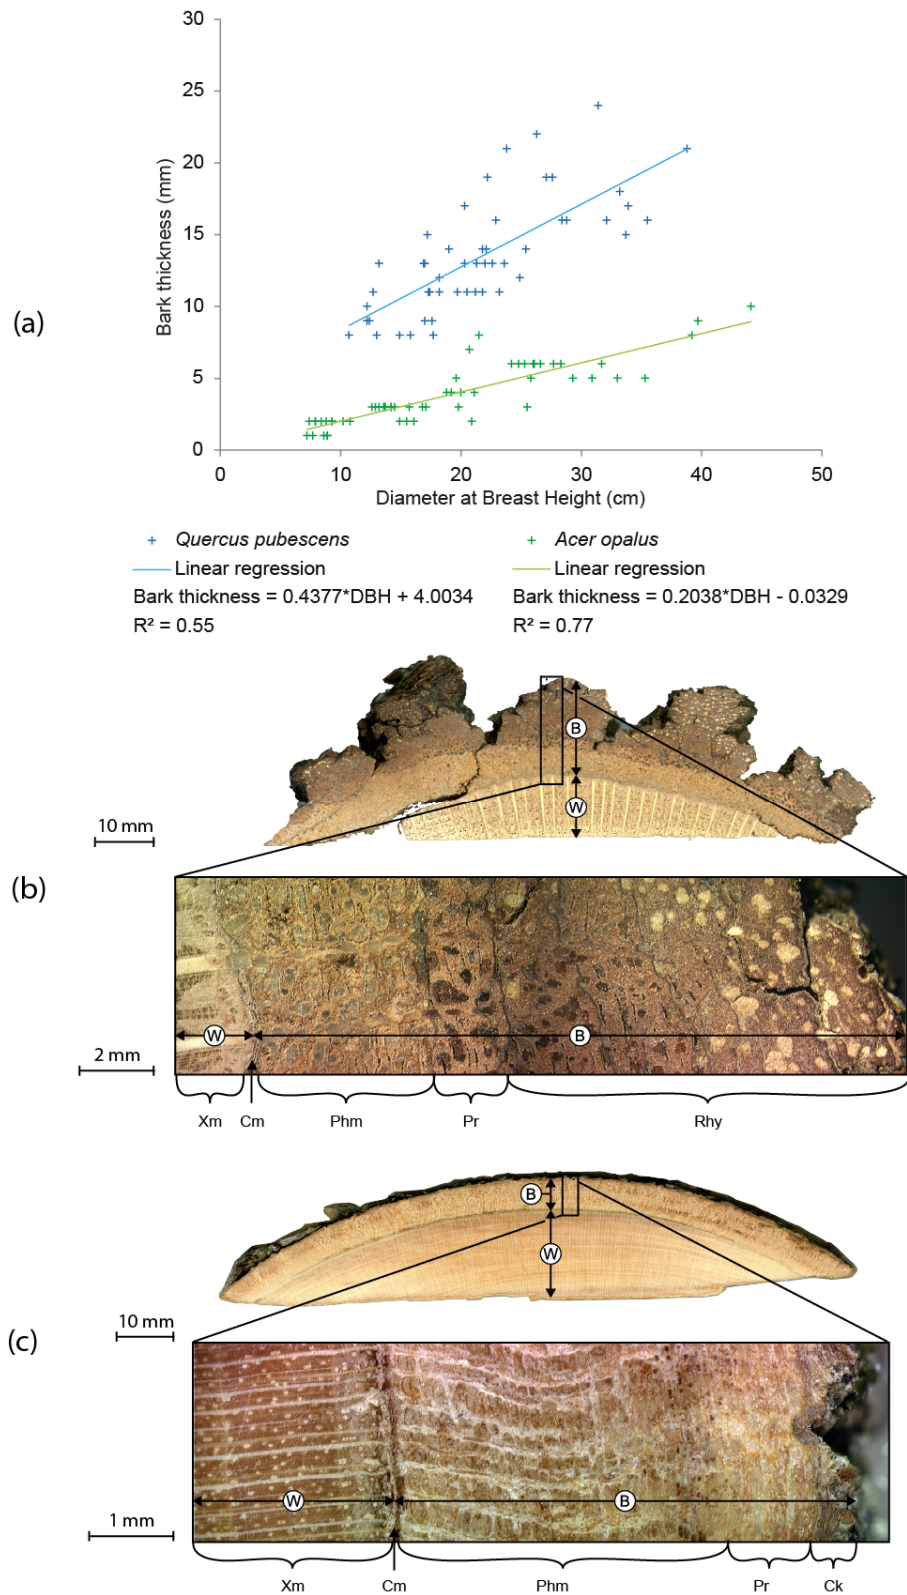 30
25
20
15
10
5
0
Bark thickness (mm)
(a)
0 10 20 30 40 50
Diameter at Breast Height (cm)
+ Quercus pubescens
Linear regression
Bark thickness = 0.4377*DBH + 4.0034
R² = 0.55
+ Acer opalus
Linear regression
Bark thickness = 0.2038*DBH - 0.0329
R² = 0.77
B
W
10 mm
(b)
W B
2 mm
Xm Cm Phm Pr Rhy
B
W
10 mm
(c)
W B
1 mm
Xm Cm Phm Pr Ck